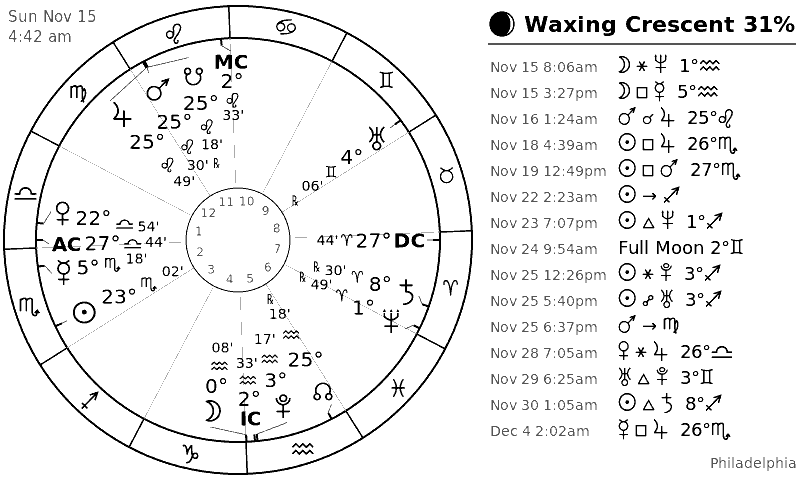 Sun Nov 15
4:42 am
Waxing Crescent 31%
♌ ♋
♍ ♊
♎ ♉
♏ ♈
♐ ♓
♑ ♒
MC
2°
♌
33'
☋
25°
♌
18'
℞
♂
25°
♌
30'
♃
25°
♌
49'
♅
4°
♊
06'
℞
♀ 22° ♎ 54'
AC 27° ♎ 44'
☿ 5° ♏ 18'
☉ 23° ♏ 02'
44' ♈ 27° DC
℞ 30' ♈ 8° ♄
℞ 49' ♈ 1° ♆
℞
18'
17' ♒ 25° ☊
08' ♒ 0° ☽
33' ♒ 2° IC
♒ 3° ♇
11 10
12 9
1 8
2 7
3 6
4 5
Nov 15 8:06am ☽ ⚹ ♆ 1°♒
Nov 15 3:27pm ☽ □ ☿ 5°♒
Nov 16 1:24am ♂ ☌ ♃ 25°♌
Nov 18 4:39am ☉ □ ♃ 26°♏
Nov 19 12:49pm ☉ □ ♂ 27°♏
Nov 22 2:23am ☉ → ♐
Nov 23 7:07pm ☉ △ ♆ 1°♐
Nov 24 9:54am Full Moon 2°♊
Nov 25 12:26pm ☉ ⚹ ♇ 3°♐
Nov 25 5:40pm ☉ ☍ ♅ 3°♐
Nov 25 6:37pm ♂ → ♍
Nov 28 7:05am ♀ ⚹ ♃ 26°♎
Nov 29 6:25am ♅ △ ♇ 3°♊
Nov 30 1:05am ☉ △ ♄ 8°♐
Dec 4 2:02am ☿ □ ♃ 26°♏
Philadelphia